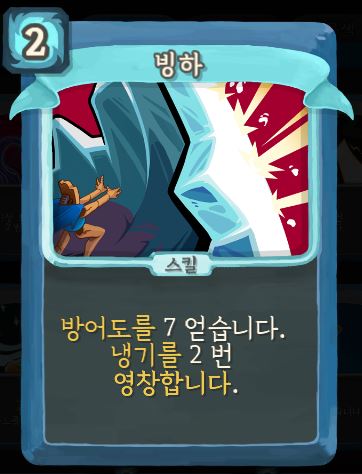 2
빙하
스킬
방어도를 7 얻습니다.
냉기를 2 번
영창합니다.